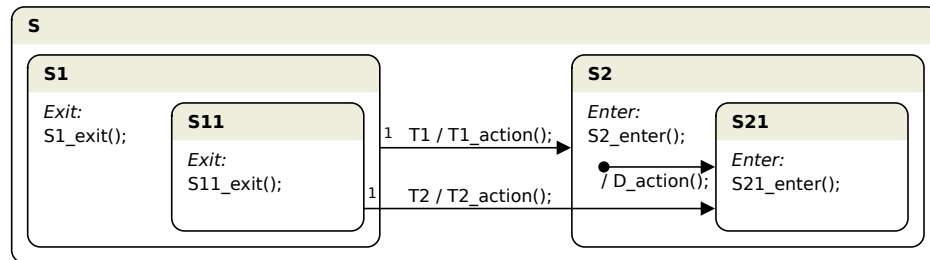 S
S1
S2
Exit:
S1_exit();
S11
Exit:
S11_exit();
1
T1 / T1_action();
Enter:
S2_enter();
S21
Enter:
S21_enter();
/ D_action();
1
T2 / T2_action();